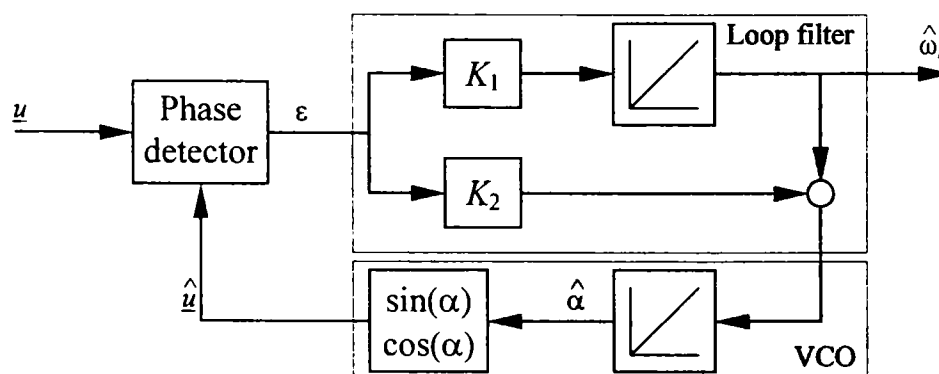 Loop filter
ω̂
K₁
u
Phase
detector
ε
K₂
û
sin(α)
cos(α)
α̂
VCO